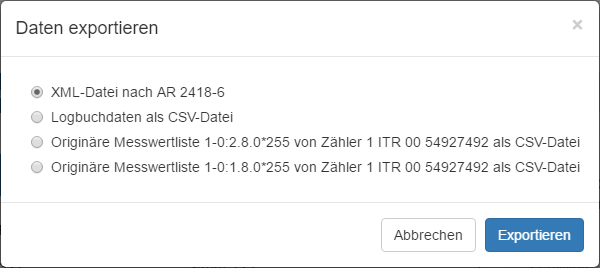 Daten exportieren
×
XML-Datei nach AR 2418-6
Logbuchdaten als CSV-Datei
Originäre Messwertliste 1-0:2.8.0*255 von Zähler 1 ITR 00 54927492 als CSV-Datei
Originäre Messwertliste 1-0:1.8.0*255 von Zähler 1 ITR 00 54927492 als CSV-Datei
Abbrechen
Exportieren